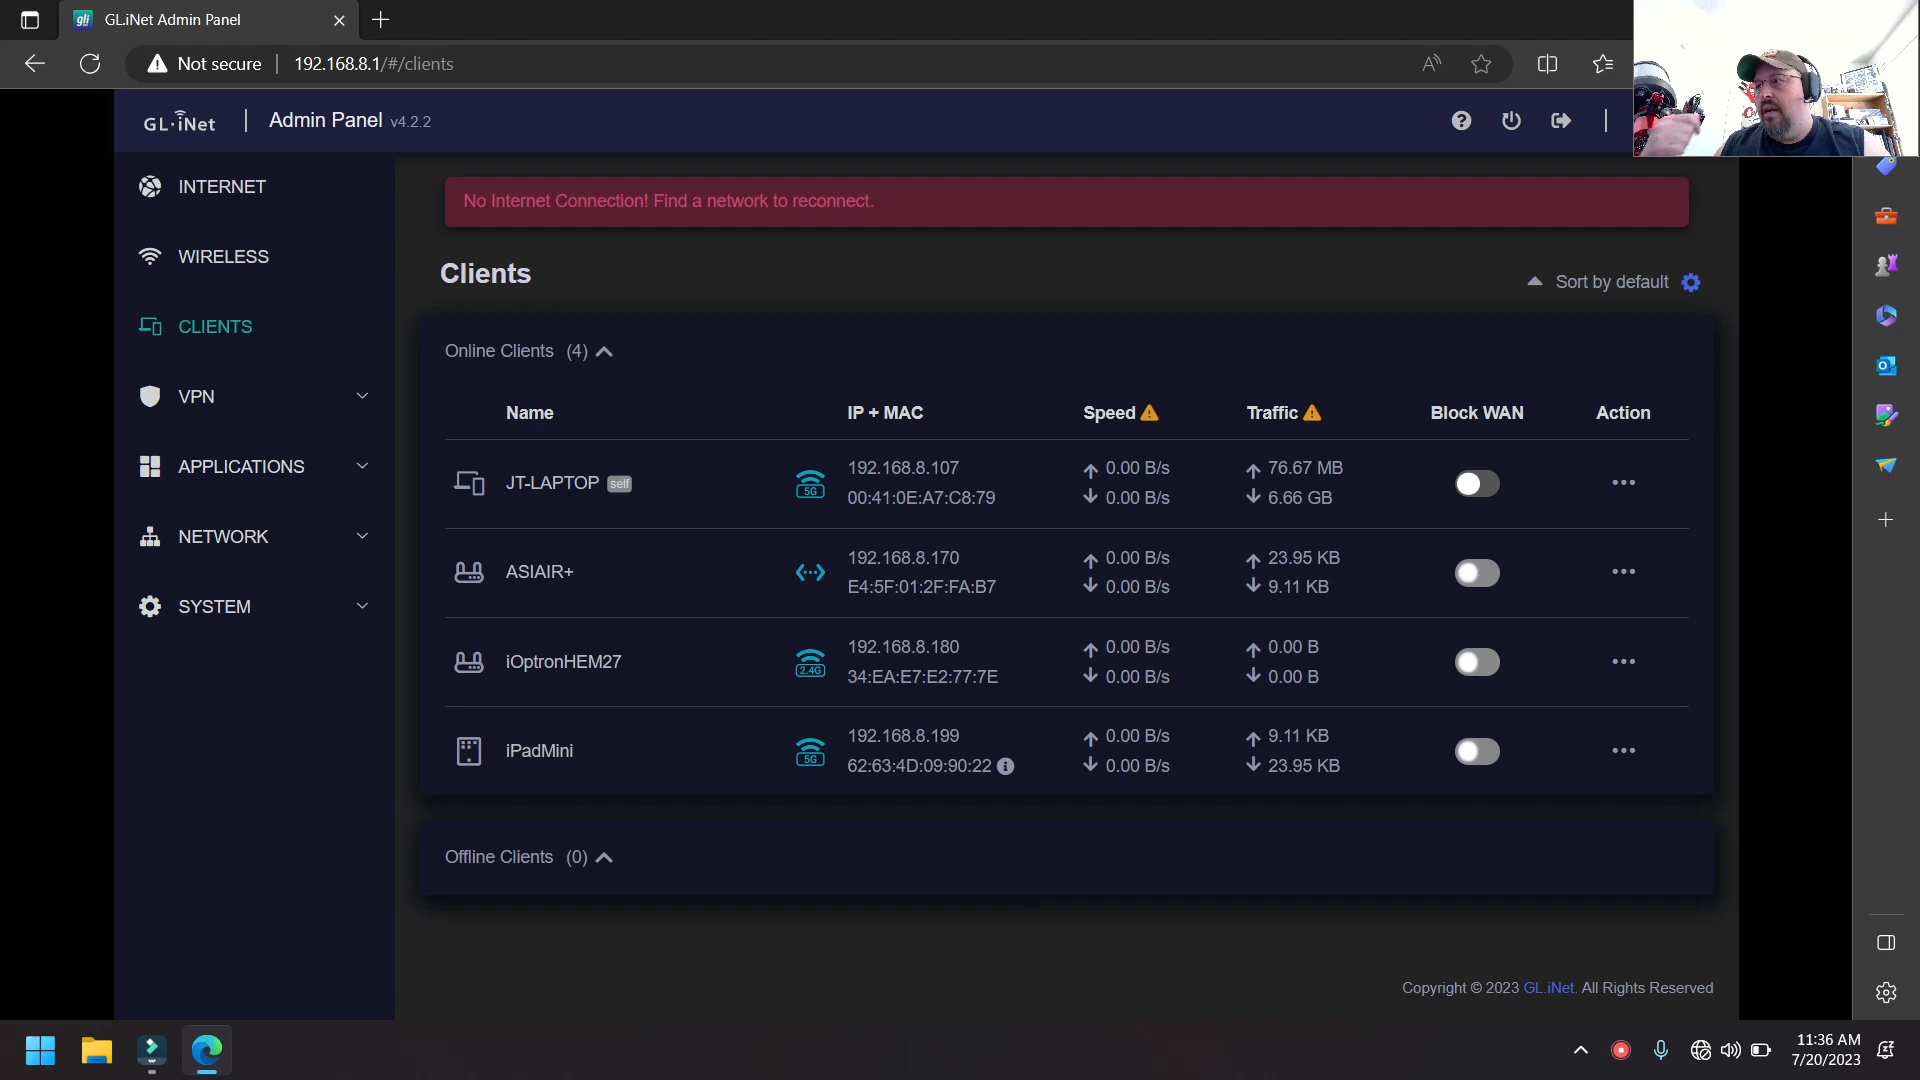 GL.iNet Admin Panel
Not secure
192.168.8.1/#/clients
GL·iNet
Admin Panel v4.2.2
INTERNET
WIRELESS
CLIENTS
VPN
APPLICATIONS
NETWORK
SYSTEM
No Internet Connection! Find a network to reconnect.
Clients
Sort by default
Online Clients (4)
Name IP + MAC Speed Traffic Block WAN Action
JT-LAPTOP self 5G 192.168.8.107 0.00 B/s 76.67 MB
00:41:0E:A7:C8:79 0.00 B/s 6.66 GB
ASIAIR+ 192.168.8.170 0.00 B/s 23.95 KB
E4:5F:01:2F:FA:B7 0.00 B/s 9.11 KB
iOptronHEM27 2.4G 192.168.8.180 0.00 B/s 0.00 B
34:EA:E7:E2:77:7E 0.00 B/s 0.00 B
iPadMini 5G 192.168.8.199 0.00 B/s 9.11 KB
62:63:4D:09:90:22 0.00 B/s 23.95 KB
Offline Clients (0)
Copyright © 2023 GL.iNet. All Rights Reserved
11:36 AM
7/20/2023